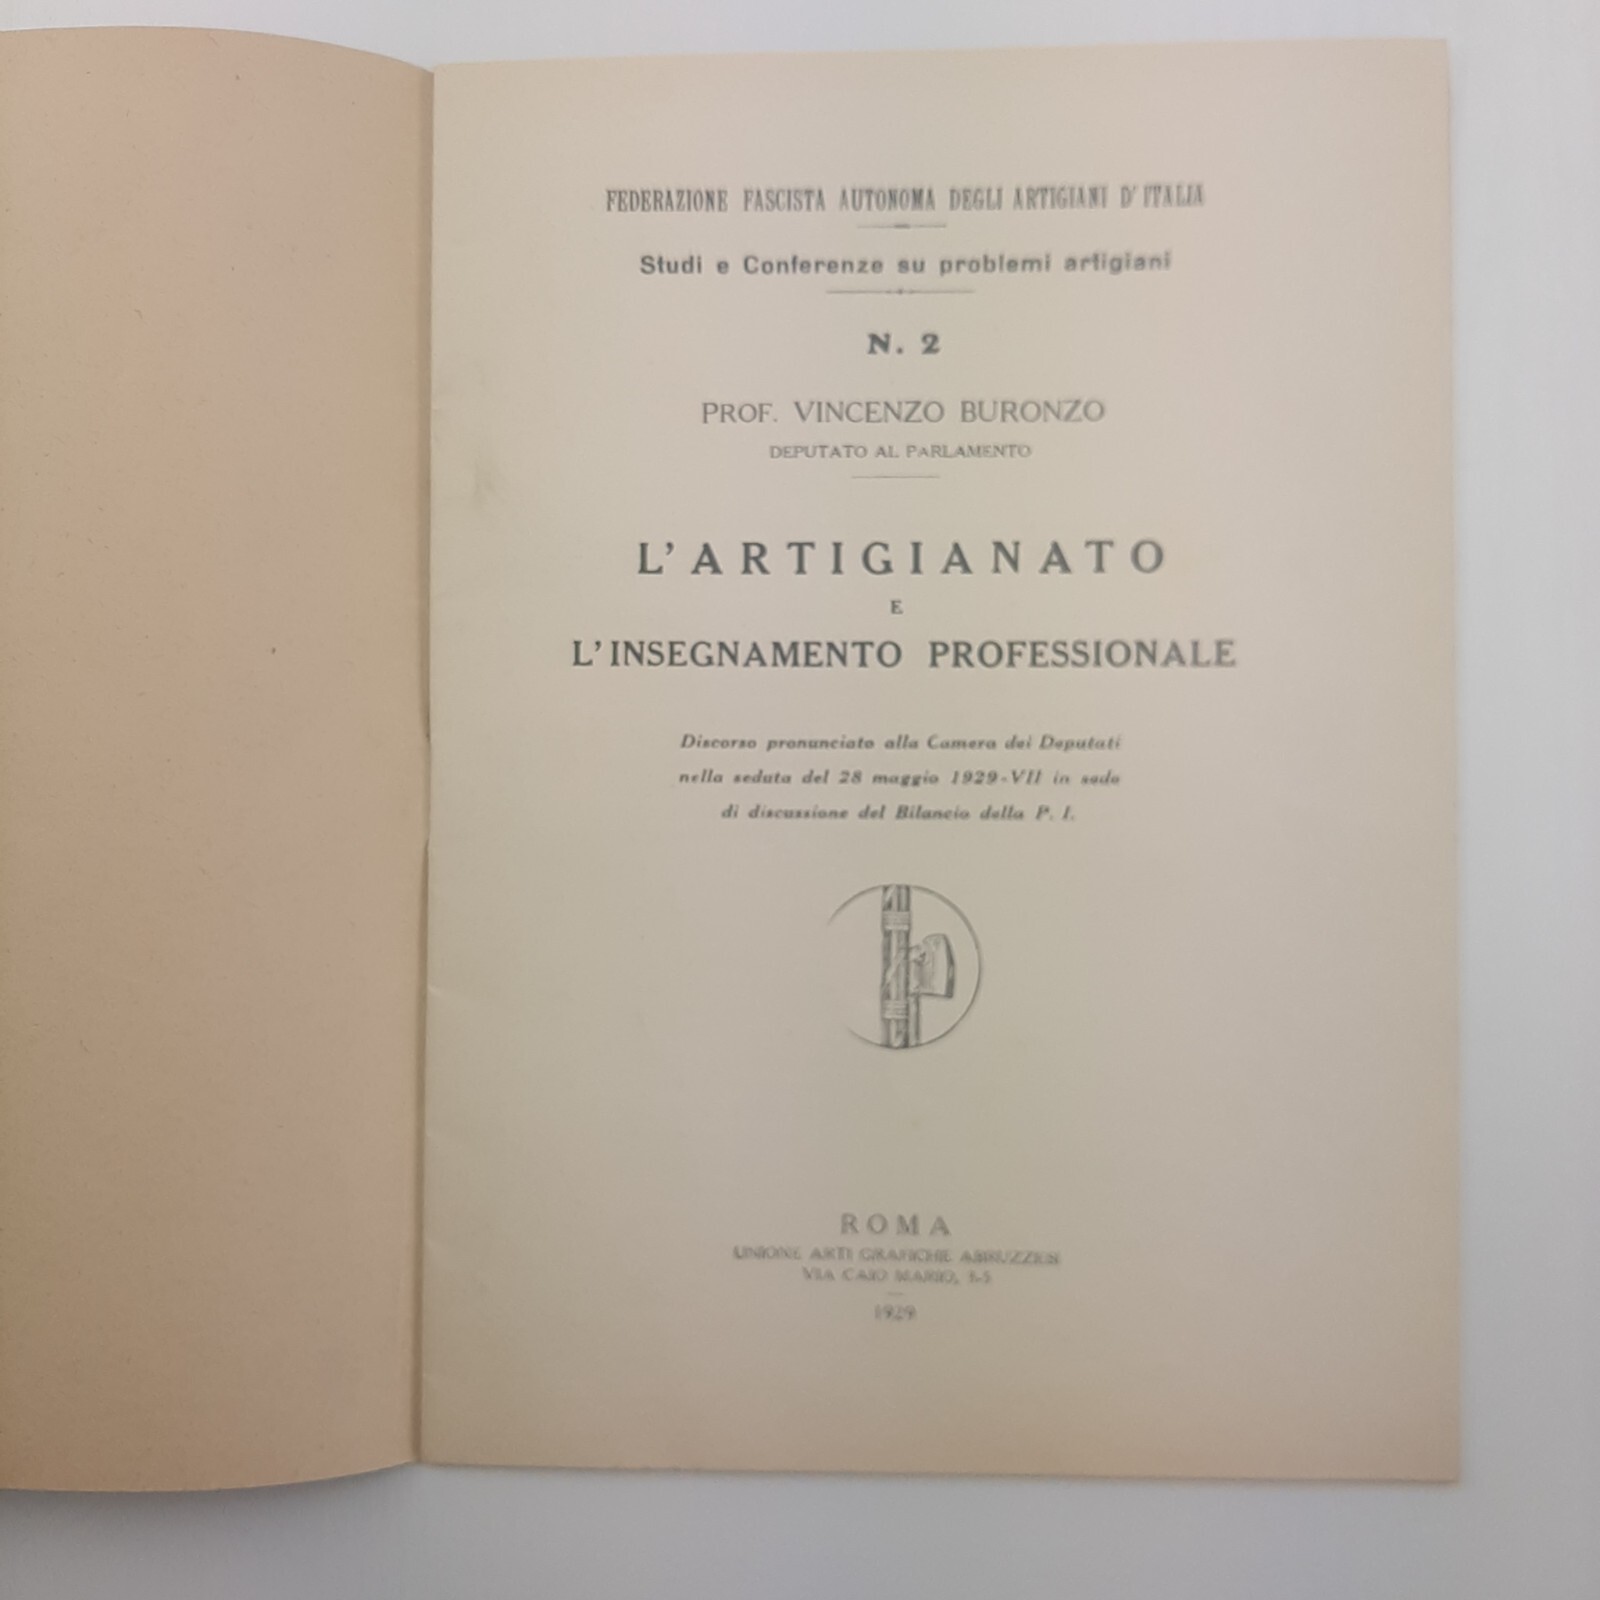 FEDERAZIONE FASCISTA AUTONOMA DEGLI ARTIGIANI D'ITALIA
Studi e Conferenze su problemi artigiani
N. 2
PROF. VINCENZO BURONZO
DEPUTATO AL PARLAMENTO
L'ARTIGIANATO
E
L'INSEGNAMENTO PROFESSIONALE
Discorso pronunciato alla Camera dei Deputati
nella seduta del 28 maggio 1929-VII in sede
di discussione del Bilancio della P. I.
ROMA
UNIONE ARTI GRAFICHE ABRUZZESI
VIA CAIO MARIO,
1929